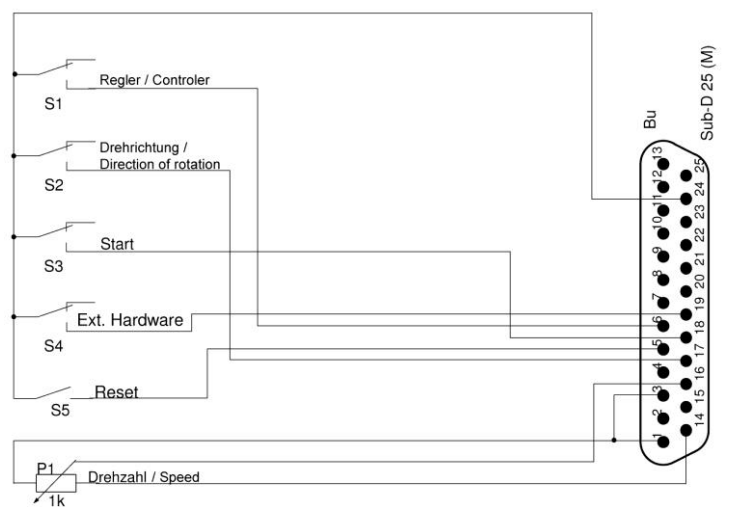 Regler / Controler
S1
Drehrichtung /
Direction of rotation
S2
Start
S3
Ext. Hardware
S4
Reset
S5
P1
Drehzahl / Speed
1k
Bu
Sub-D 25 (M)
13
12
11
10
9
8
7
6
5
4
3
2
1
25
24
23
22
21
20
19
18
17
16
15
14